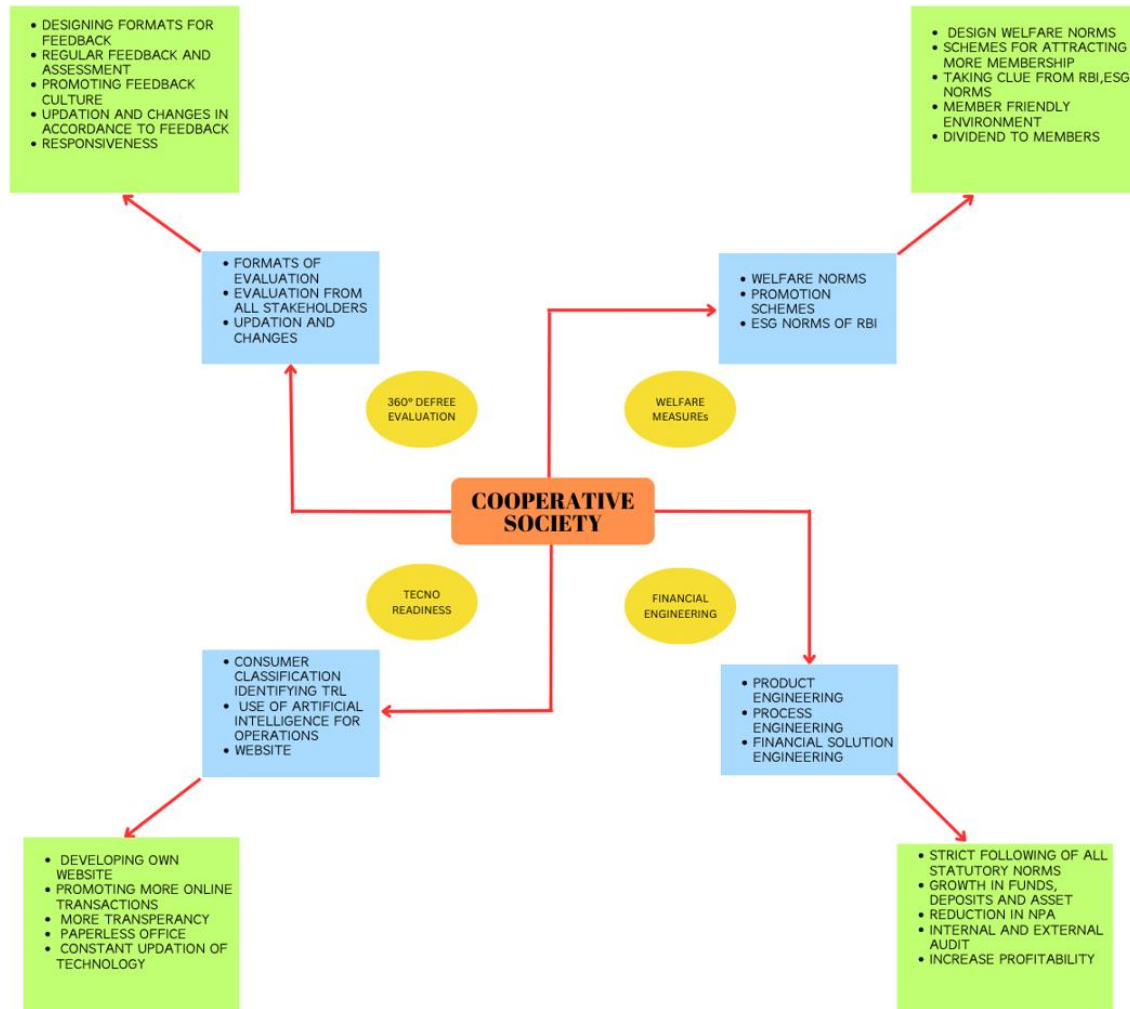 • DESIGNING FORMATS FOR
FEEDBACK
• REGULAR FEEDBACK AND
ASSESSMENT
• PROMOTING FEEDBACK
CULTURE
• UPDATION AND CHANGES IN
ACCORDANCE TO FEEDBACK
• RESPONSIVENESS
• DESIGN WELFARE NORMS
• SCHEMES FOR ATTRACTING
MORE MEMBERSHIP
• TAKING CLUE FROM RBI,ESG
NORMS
• MEMBER FRIENDLY
ENVIRONMENT
• DIVIDEND TO MEMBERS
• FORMATS OF
EVALUATION
• EVALUATION FROM
ALL STAKEHOLDERS
• UPDATION AND
CHANGES
• WELFARE NORMS
• PROMOTION
SCHEMES
• ESG NORMS OF RBI
360° DEFREE
EVALUATION
WELFARE
MEASUREs
COOPERATIVE
SOCIETY
TECNO
READINESS
FINANCIAL
ENGINEERING
• CONSUMER
CLASSIFICATION
IDENTIFYING TRL
• USE OF ARTIFICIAL
INTELLIGENCE FOR
OPERATIONS
• WEBSITE
• PRODUCT
ENGINEERING
• PROCESS
ENGINEERING
• FINANCIAL SOLUTION
ENGINEERING
• DEVELOPING OWN
WEBSITE
• PROMOTING MORE ONLINE
TRANSACTIONS
• MORE TRANSPERANCY
• PAPERLESS OFFICE
• CONSTANT UPDATION OF
TECHNOLOGY
• STRICT FOLLOWING OF ALL
STATUTORY NORMS
• GROWTH IN FUNDS,
DEPOSITS AND ASSET
• REDUCTION IN NPA
• INTERNAL AND EXTERNAL
AUDIT
• INCREASE PROFITABILITY